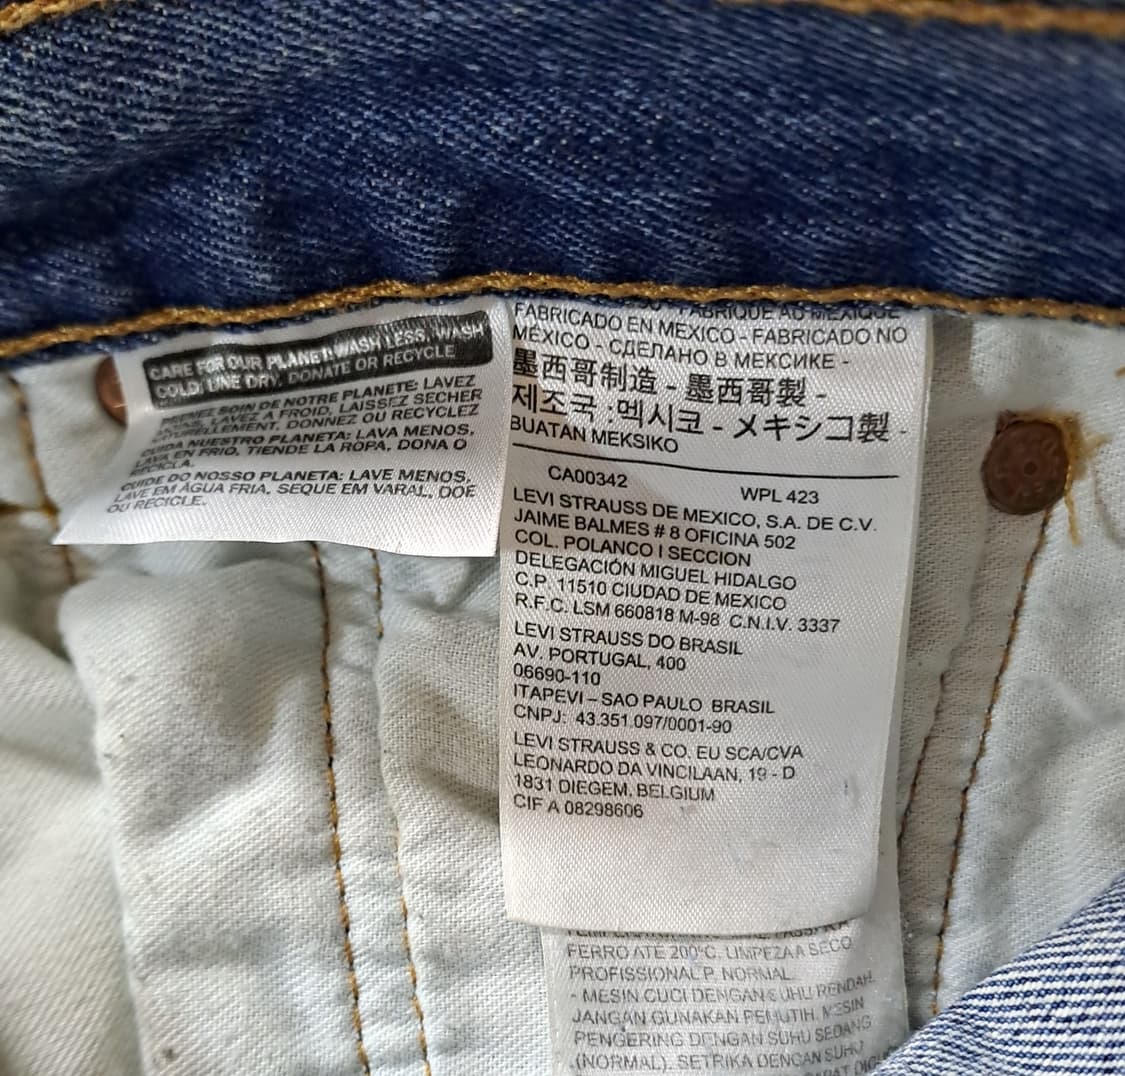 CARE FOR OUR PLANET: WASH LESS, WASH
COLD, LINE DRY, DONATE OR RECYCLE
PRENEZ SOIN DE NOTRE PLANETE: LAVEZ
MOINS, LAVEZ A FROID, LAISSEZ SECHER
NATURELLEMENT, DONNEZ OU RECYCLEZ
CUIDA NUESTRO PLANETA: LAVA MENOS,
LAVA EN FRIO, TIENDE LA ROPA, DONA O
RECICLA.
CUIDE DO NOSSO PLANETA: LAVE MENOS,
LAVE EM ÁGUA FRIA, SEQUE EM VARAL, DOE
OU RECICLE.
FABRIQUE AU MEXIQUE
FABRICADO EN MEXICO - FABRICADO NO
MÉXICO - СДЕЛАНО В МЕКСИКЕ -
墨西哥制造 - 墨西哥製 -
제조국 :멕시코 - メキシコ製 -
BUATAN MEKSIKO
CA00342 WPL 423
LEVI STRAUSS DE MEXICO, S.A. DE C.V.
JAIME BALMES # 8 OFICINA 502
COL. POLANCO I SECCION
DELEGACIÓN MIGUEL HIDALGO
C.P. 11510 CIUDAD DE MEXICO
R.F.C. LSM 660818 M-98 C.N.I.V. 3337
LEVI STRAUSS DO BRASIL
AV. PORTUGAL, 400
06690-110
ITAPEVI – SAO PAULO BRASIL
CNPJ: 43.351.097/0001-90
LEVI STRAUSS & CO. EU SCA/CVA
LEONARDO DA VINCILAAN, 19 - D
1831 DIEGEM, BELGIUM
CIF A 08298606
FERRO ATE 200°C. LIMPEZA A SECO
PROFISSIONAL P, NORMAL
- MESIN CUCI DENGAN SUHU RENDAH.
JANGAN GUNAKAN PEMUTIH. MESIN
PENGERING DENGAN SUHU SEDANG
(NORMAL). SETRIKA DENGAN SUHU